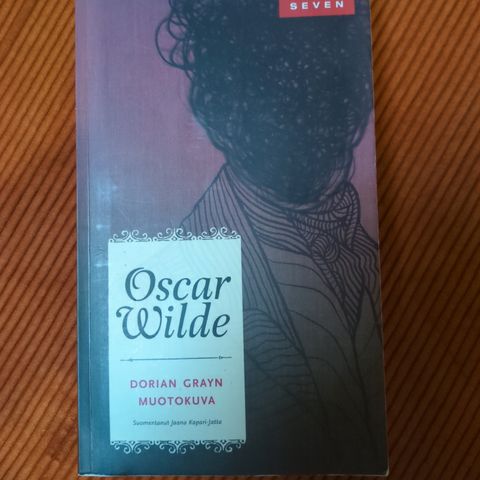 SEVEN
Oscar
Wilde
DORIAN GRAYN
MUOTOKUVA
Suomentanut Jaana Kapari-Jatta